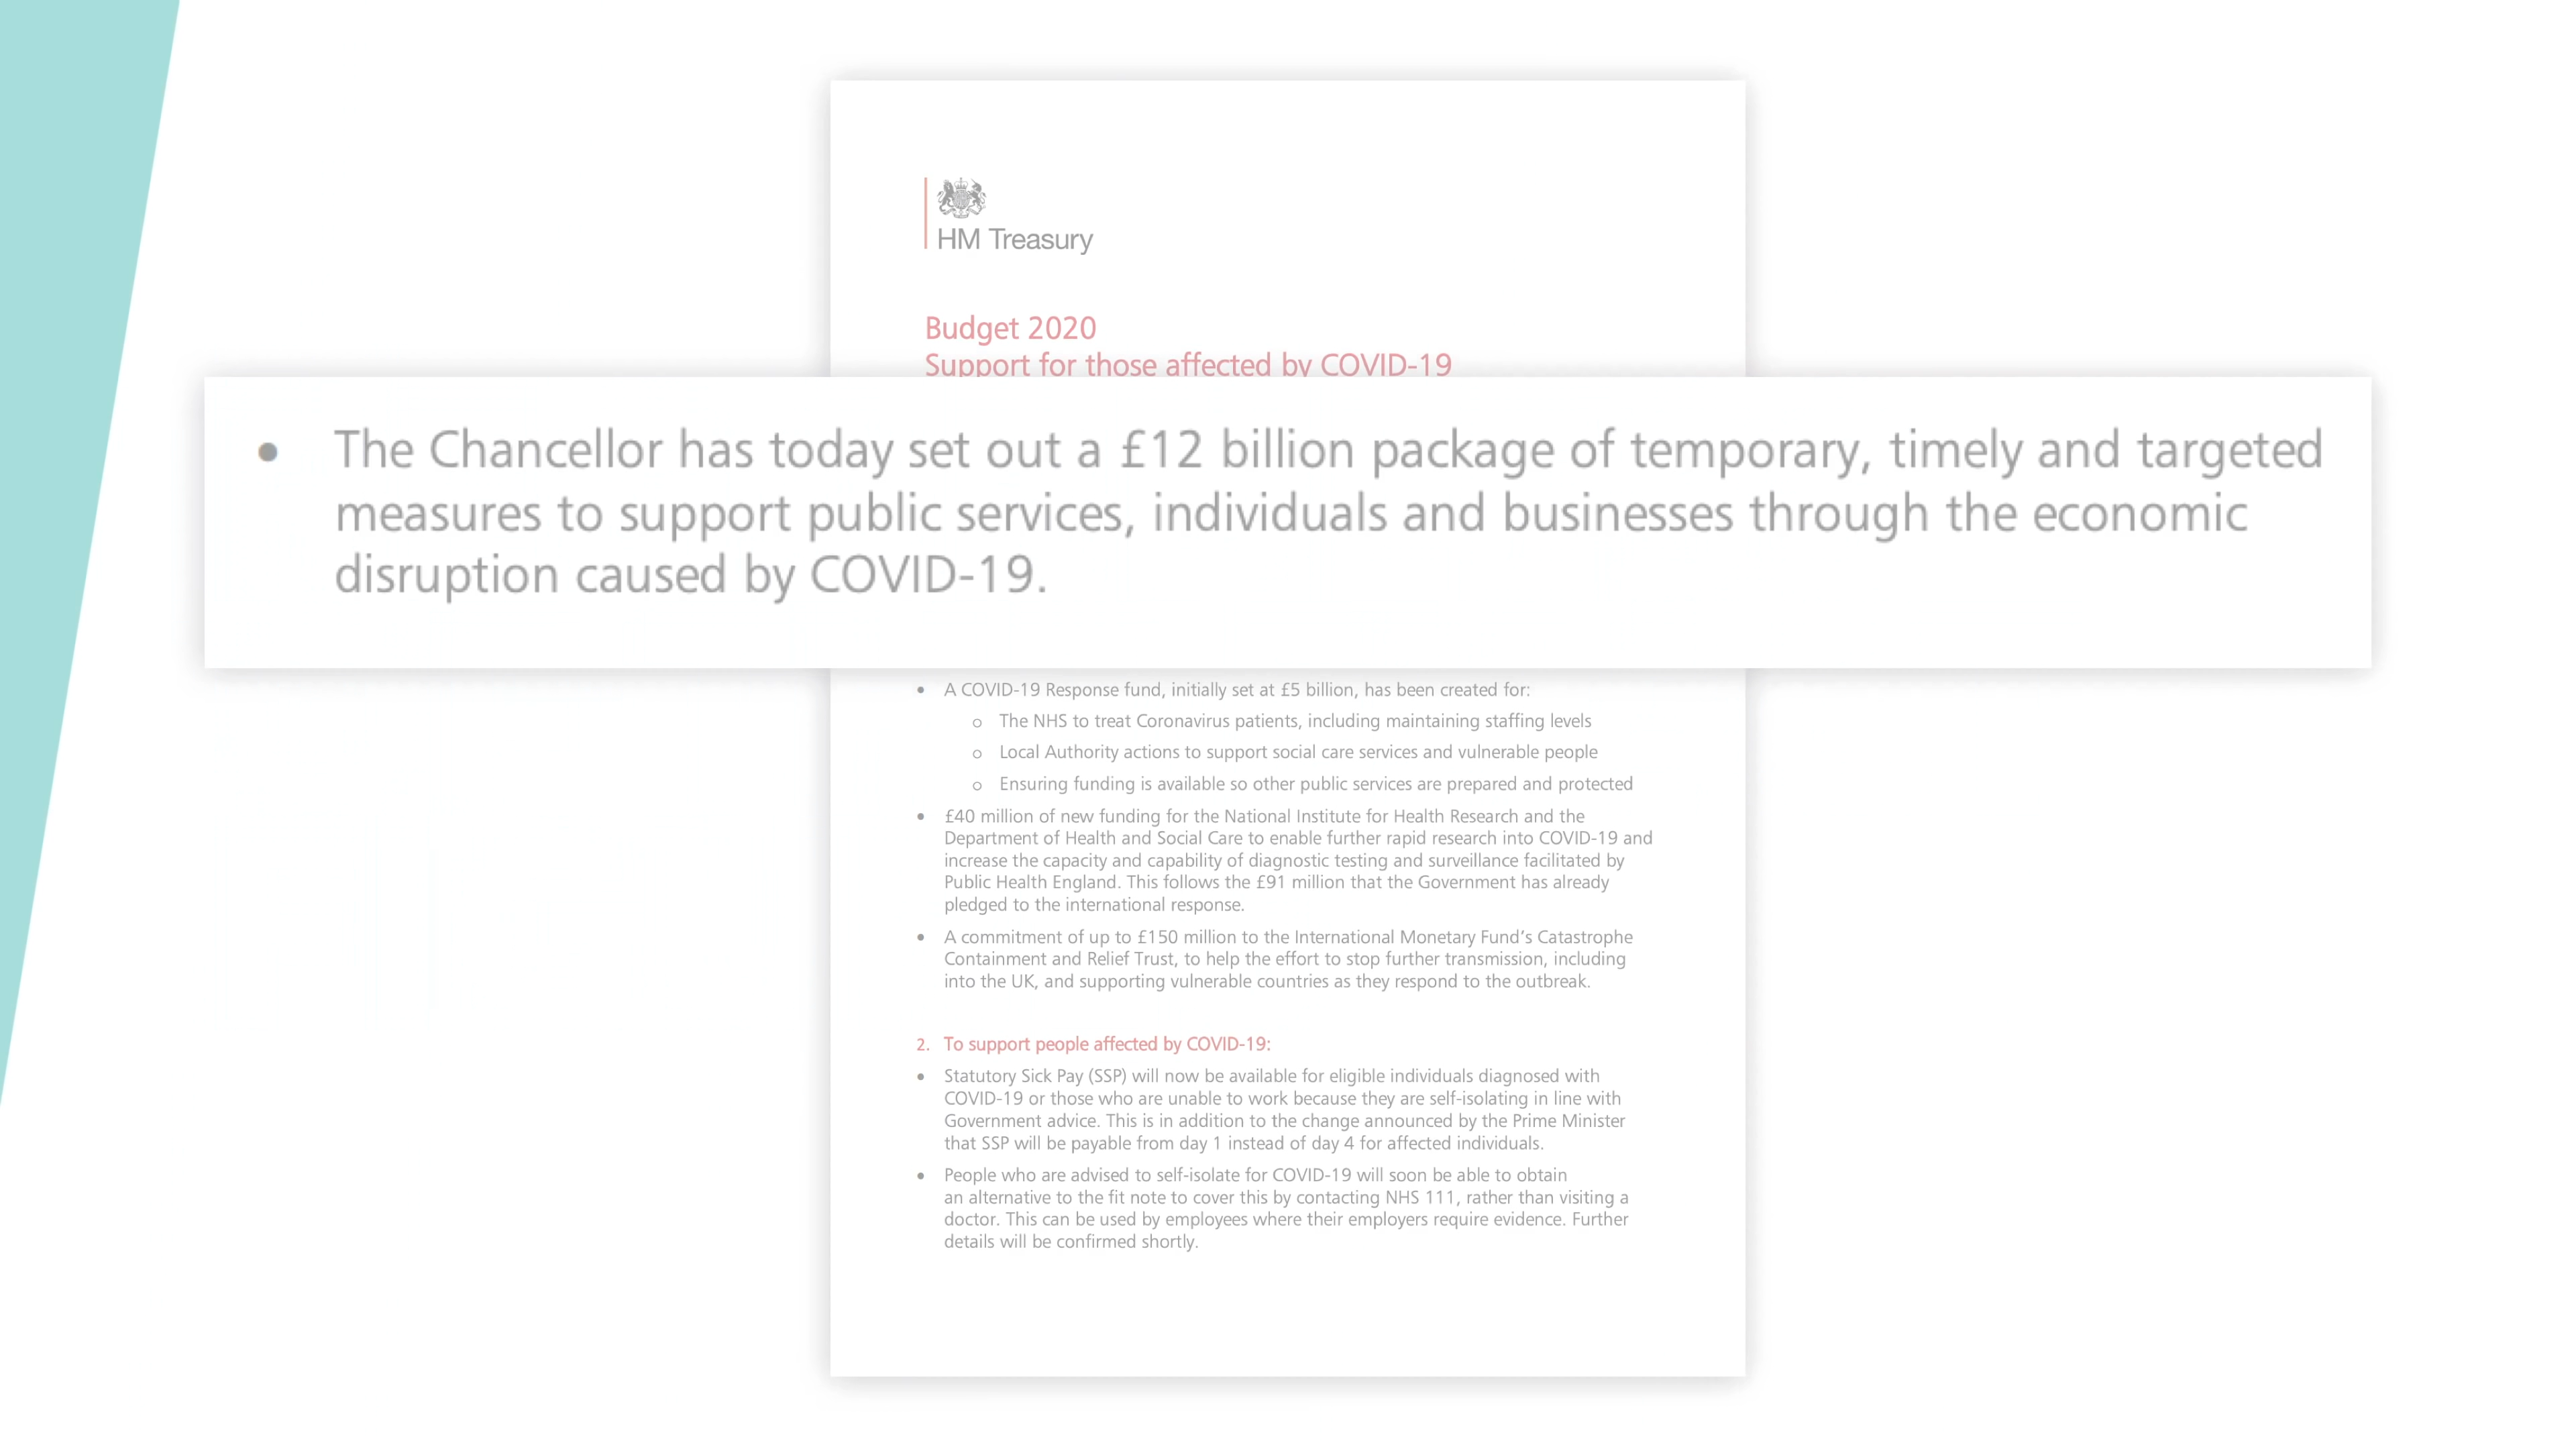 HM Treasury
Budget 2020
Support for those affected by COVID-19
• The Chancellor has today set out a £12 billion package of temporary, timely and targeted
measures to support public services, individuals and businesses through the economic
disruption caused by COVID-19.
• A COVID-19 Response fund, initially set at £5 billion, has been created for:
o The NHS to treat Coronavirus patients, including maintaining staffing levels
o Local Authority actions to support social care services and vulnerable people
o Ensuring funding is available so other public services are prepared and protected
• £40 million of new funding for the National Institute for Health Research and the
Department of Health and Social Care to enable further rapid research into COVID-19 and
increase the capacity and capability of diagnostic testing and surveillance facilitated by
Public Health England. This follows the £91 million that the Government has already
pledged to the international response.
• A commitment of up to £150 million to the International Monetary Fund's Catastrophe
Containment and Relief Trust, to help the effort to stop further transmission, including
into the UK, and supporting vulnerable countries as they respond to the outbreak.
2. To support people affected by COVID-19:
• Statutory Sick Pay (SSP) will now be available for eligible individuals diagnosed with
COVID-19 or those who are unable to work because they are self-isolating in line with
Government advice. This is in addition to the change announced by the Prime Minister
that SSP will be payable from day 1 instead of day 4 for affected individuals.
• People who are advised to self-isolate for COVID-19 will soon be able to obtain
an alternative to the fit note to cover this by contacting NHS 111, rather than visiting a
doctor. This can be used by employees where their employers require evidence. Further
details will be confirmed shortly.